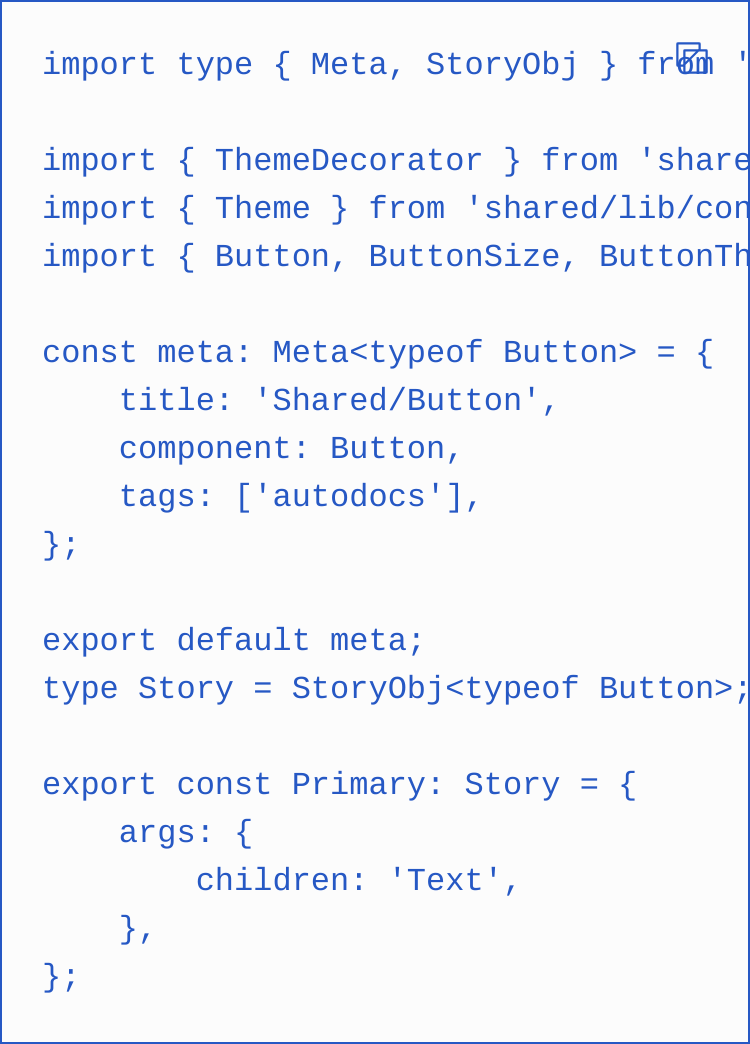 import type { Meta, StoryObj } from '
import { ThemeDecorator } from 'share
import { Theme } from 'shared/lib/con
import { Button, ButtonSize, ButtonTh
const meta: Meta<typeof Button> = {
    title: 'Shared/Button',
    component: Button,
    tags: ['autodocs'],
};
export default meta;
type Story = StoryObj<typeof Button>;
export const Primary: Story = {
    args: {
        children: 'Text',
    },
};